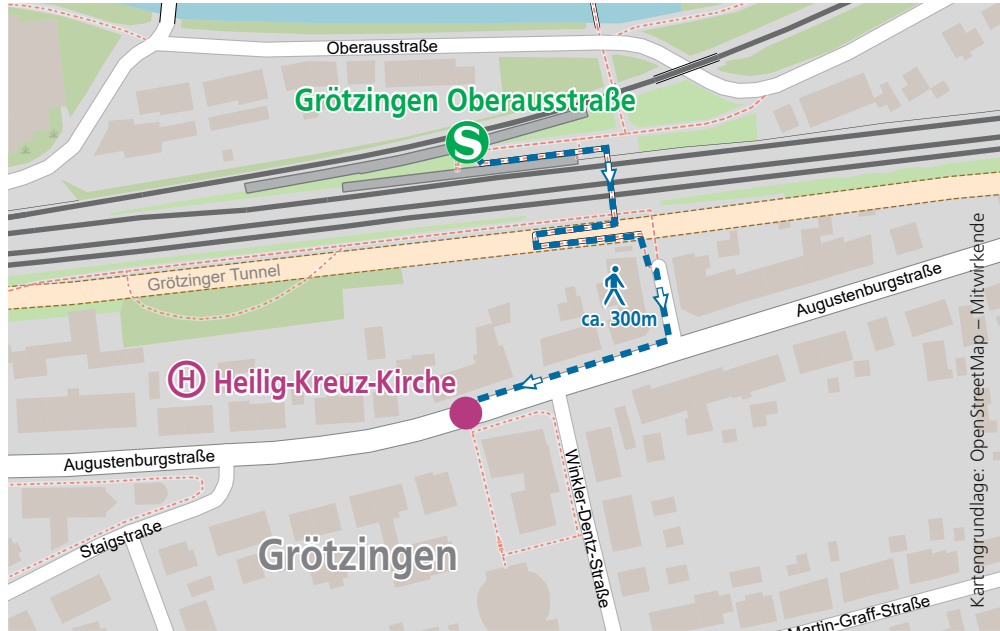 Oberausstraße
Grötzingen Oberausstraße
S
Grötzinger Tunnel
Augustenburgstraße
ca. 300m
H Heilig-Kreuz-Kirche
Augustenburgstraße
Staigstraße
Grötzingen
Winkler-Dentz-Straße
Martin-Graff-Straße
Kartengrundlage: OpenStreetMap – Mitwirkende